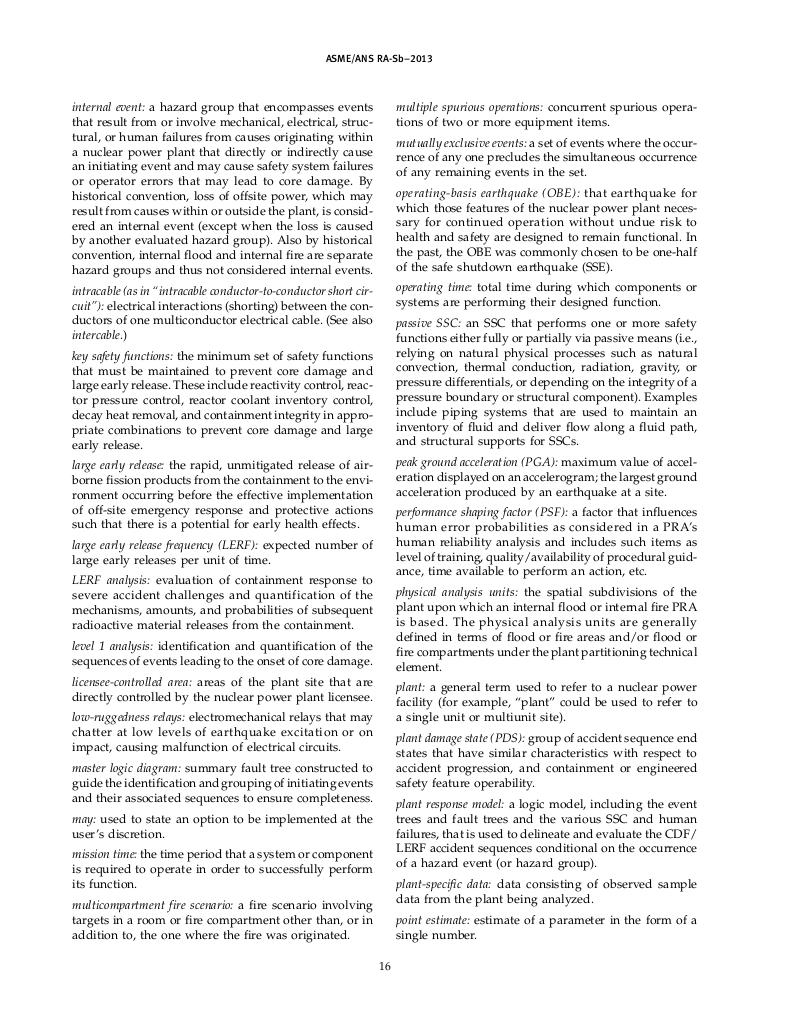 ASME/ANS RA-Sb–2013
internal event: a hazard group that encompasses events
that result from or involve mechanical, electrical, struc-
tural, or human failures from causes originating within
a nuclear power plant that directly or indirectly cause
an initiating event and may cause safety system failures
or operator errors that may lead to core damage. By
historical convention, loss of offsite power, which may
result from causes within or outside the plant, is consid-
ered an internal event (except when the loss is caused
by another evaluated hazard group). Also by historical
convention, internal flood and internal fire are separate
hazard groups and thus not considered internal events.
intracable (as in “intracable conductor-to-conductor short cir-
cuit”): electrical interactions (shorting) between the con-
ductors of one multiconductor electrical cable. (See also
intercable.)
key safety functions: the minimum set of safety functions
that must be maintained to prevent core damage and
large early release. These include reactivity control, reac-
tor pressure control, reactor coolant inventory control,
decay heat removal, and containment integrity in appro-
priate combinations to prevent core damage and large
early release.
large early release: the rapid, unmitigated release of air-
borne fission products from the containment to the envi-
ronment occurring before the effective implementation
of off-site emergency response and protective actions
such that there is a potential for early health effects.
large early release frequency (LERF): expected number of
large early releases per unit of time.
LERF analysis: evaluation of containment response to
severe accident challenges and quantification of the
mechanisms, amounts, and probabilities of subsequent
radioactive material releases from the containment.
level 1 analysis: identification and quantification of the
sequences of events leading to the onset of core damage.
licensee-controlled area: areas of the plant site that are
directly controlled by the nuclear power plant licensee.
low-ruggedness relays: electromechanical relays that may
chatter at low levels of earthquake excitation or on
impact, causing malfunction of electrical circuits.
master logic diagram: summary fault tree constructed to
guide the identification and grouping of initiating events
and their associated sequences to ensure completeness.
may: used to state an option to be implemented at the
user’s discretion.
mission time: the time period that a system or component
is required to operate in order to successfully perform
its function.
multicompartment fire scenario: a fire scenario involving
targets in a room or fire compartment other than, or in
addition to, the one where the fire was originated.
multiple spurious operations: concurrent spurious opera-
tions of two or more equipment items.
mutually exclusive events: a set of events where the occur-
rence of any one precludes the simultaneous occurrence
of any remaining events in the set.
operating-basis earthquake (OBE): that earthquake for
which those features of the nuclear power plant neces-
sary for continued operation without undue risk to
health and safety are designed to remain functional. In
the past, the OBE was commonly chosen to be one-half
of the safe shutdown earthquake (SSE).
operating time: total time during which components or
systems are performing their designed function.
passive SSC: an SSC that performs one or more safety
functions either fully or partially via passive means (i.e.,
relying on natural physical processes such as natural
convection, thermal conduction, radiation, gravity, or
pressure differentials, or depending on the integrity of a
pressure boundary or structural component). Examples
include piping systems that are used to maintain an
inventory of fluid and deliver flow along a fluid path,
and structural supports for SSCs.
peak ground acceleration (PGA): maximum value of accel-
eration displayed on an accelerogram; the largest ground
acceleration produced by an earthquake at a site.
performance shaping factor (PSF): a factor that influences
human error probabilities as considered in a PRA’s
human reliability analysis and includes such items as
level of training, quality/availability of procedural guid-
ance, time available to perform an action, etc.
physical analysis units: the spatial subdivisions of the
plant upon which an internal flood or internal fire PRA
is based. The physical analysis units are generally
defined in terms of flood or fire areas and/or flood or
fire compartments under the plant partitioning technical
element.
plant: a general term used to refer to a nuclear power
facility (for example, “plant” could be used to refer to
a single unit or multiunit site).
plant damage state (PDS): group of accident sequence end
states that have similar characteristics with respect to
accident progression, and containment or engineered
safety feature operability.
plant response model: a logic model, including the event
trees and fault trees and the various SSC and human
failures, that is used to delineate and evaluate the CDF/
LERF accident sequences conditional on the occurrence
of a hazard event (or hazard group).
plant-specific data: data consisting of observed sample
data from the plant being analyzed.
point estimate: estimate of a parameter in the form of a
single number.
16